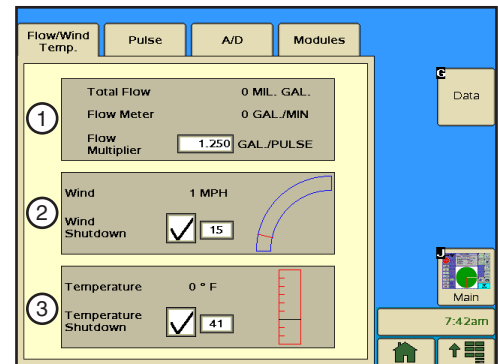 Flow/Wind
Temp.
Pulse
A/D
Modules
1
Total Flow 0 MIL. GAL.
Flow Meter 0 GAL./MIN
Flow
Multiplier 1.250 GAL./PULSE
2
Wind 1 MPH
Wind
Shutdown 15
3
Temperature 0 ° F
Temperature
Shutdown 41
G
Data
J
Main
7:42am